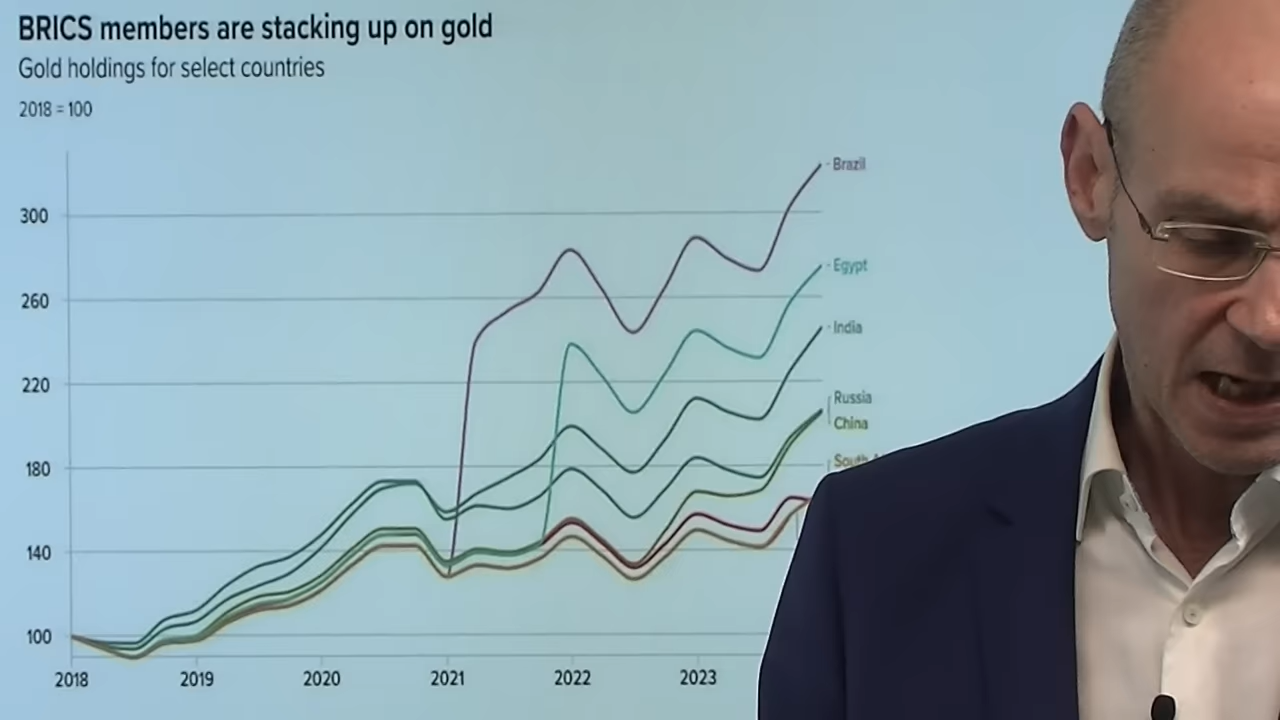 BRICS members are stacking up on gold
Gold holdings for select countries
2018 = 100
Brazil
300
Egypt
260
India
220
Russia
China
180
South
140
100
2018 2019 2020 2021 2022 2023